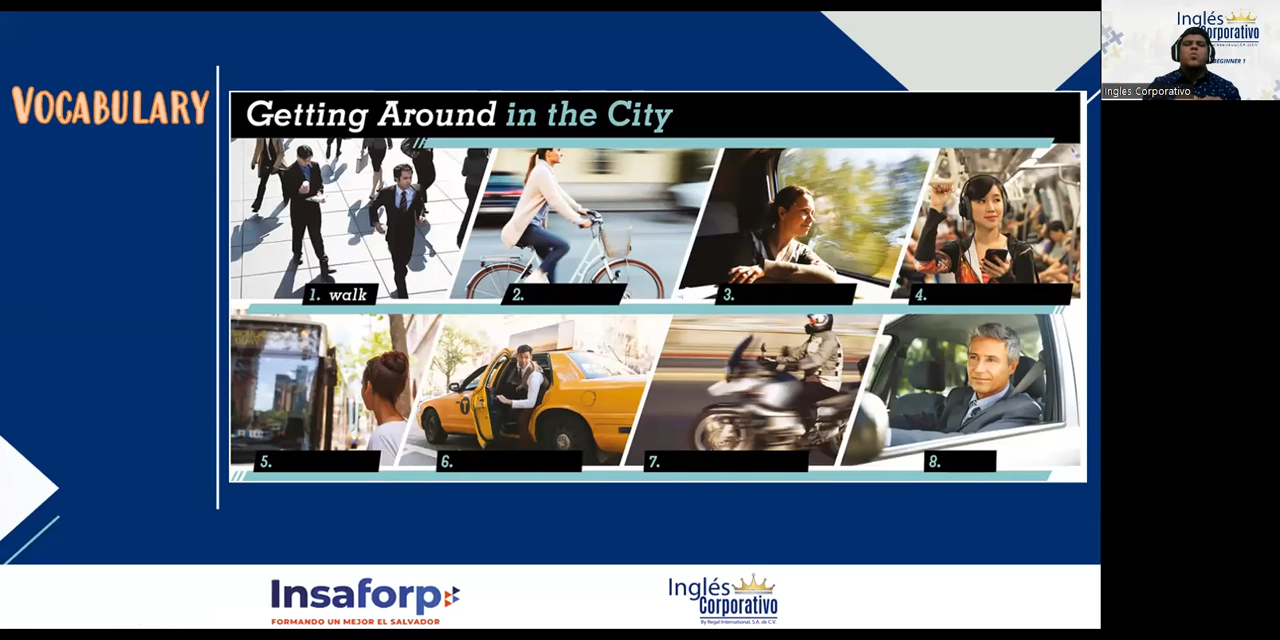 VOCABULARY
Getting Around in the City
1. walk
2.
3.
4.
5.
6.
7.
8.
Insaforp
FORMANDO UN MEJOR EL SALVADOR
Inglés
Corporativo
By Regal International, S.A. de C.V.
Inglés
Corporativo
BEGINNER 1
Ingles Corporativo